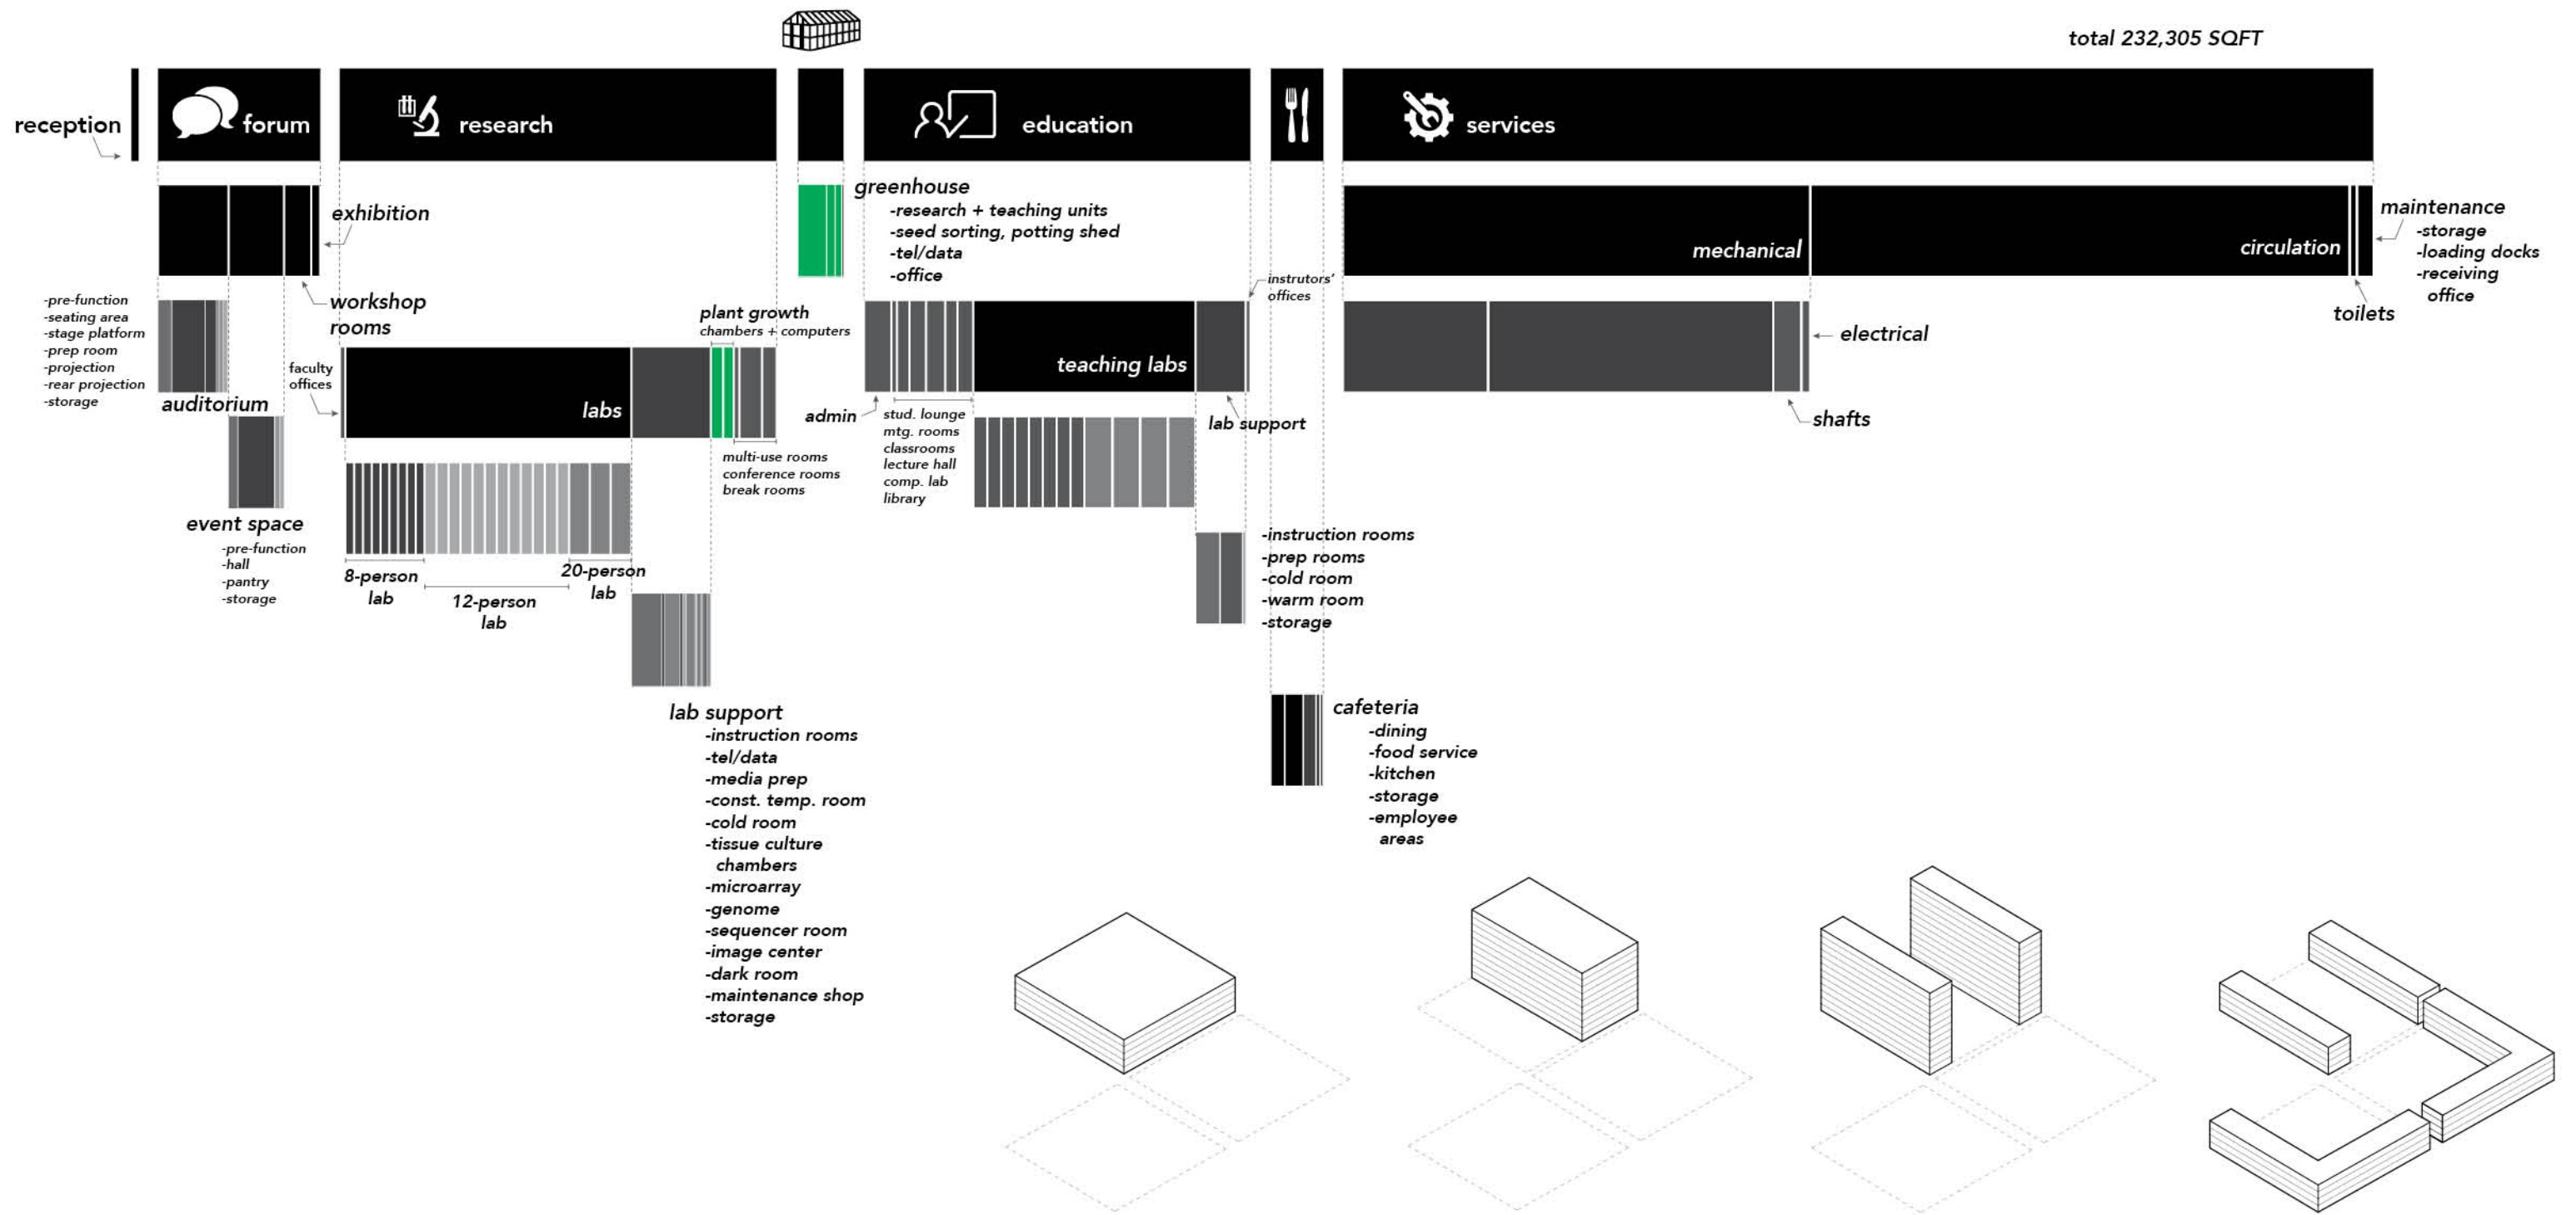 total 232,305 SQFT
reception
forum
research
education
services
exhibition
workshop
rooms
-pre-function
-seating area
-stage platform
-prep room
-projection
-rear projection
-storage
auditorium
event space
-pre-function
-hall
-pantry
-storage
faculty
offices
labs
plant growth
chambers + computers
multi-use rooms
conference rooms
break rooms
8-person
lab
12-person
lab
20-person
lab
lab support
-instruction rooms
-tel/data
-media prep
-const. temp. room
-cold room
-tissue culture
chambers
-microarray
-genome
-sequencer room
-image center
-dark room
-maintenance shop
-storage
greenhouse
-research + teaching units
-seed sorting, potting shed
-tel/data
-office
admin
stud. lounge
mtg. rooms
classrooms
lecture hall
comp. lab
library
teaching labs
instrutors'
offices
lab support
-instruction rooms
-prep rooms
-cold room
-warm room
-storage
cafeteria
-dining
-food service
-kitchen
-storage
-employee
areas
mechanical
circulation
maintenance
-storage
-loading docks
-receiving
office
toilets
electrical
shafts